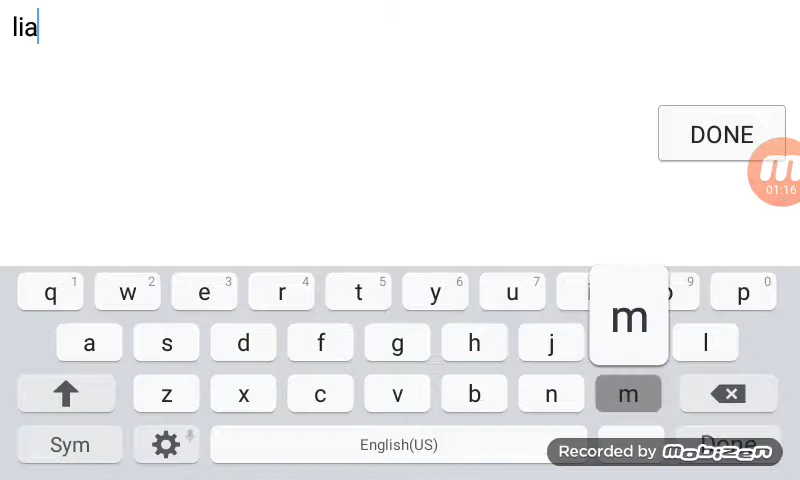 lia
DONE
01:16
q 1 w 2 e 3 r 4 t 5 y 6 u 7 9 p 0
m
a s d f g h j l
z x c v b n m
Sym English(US) Done
Recorded by mobizen